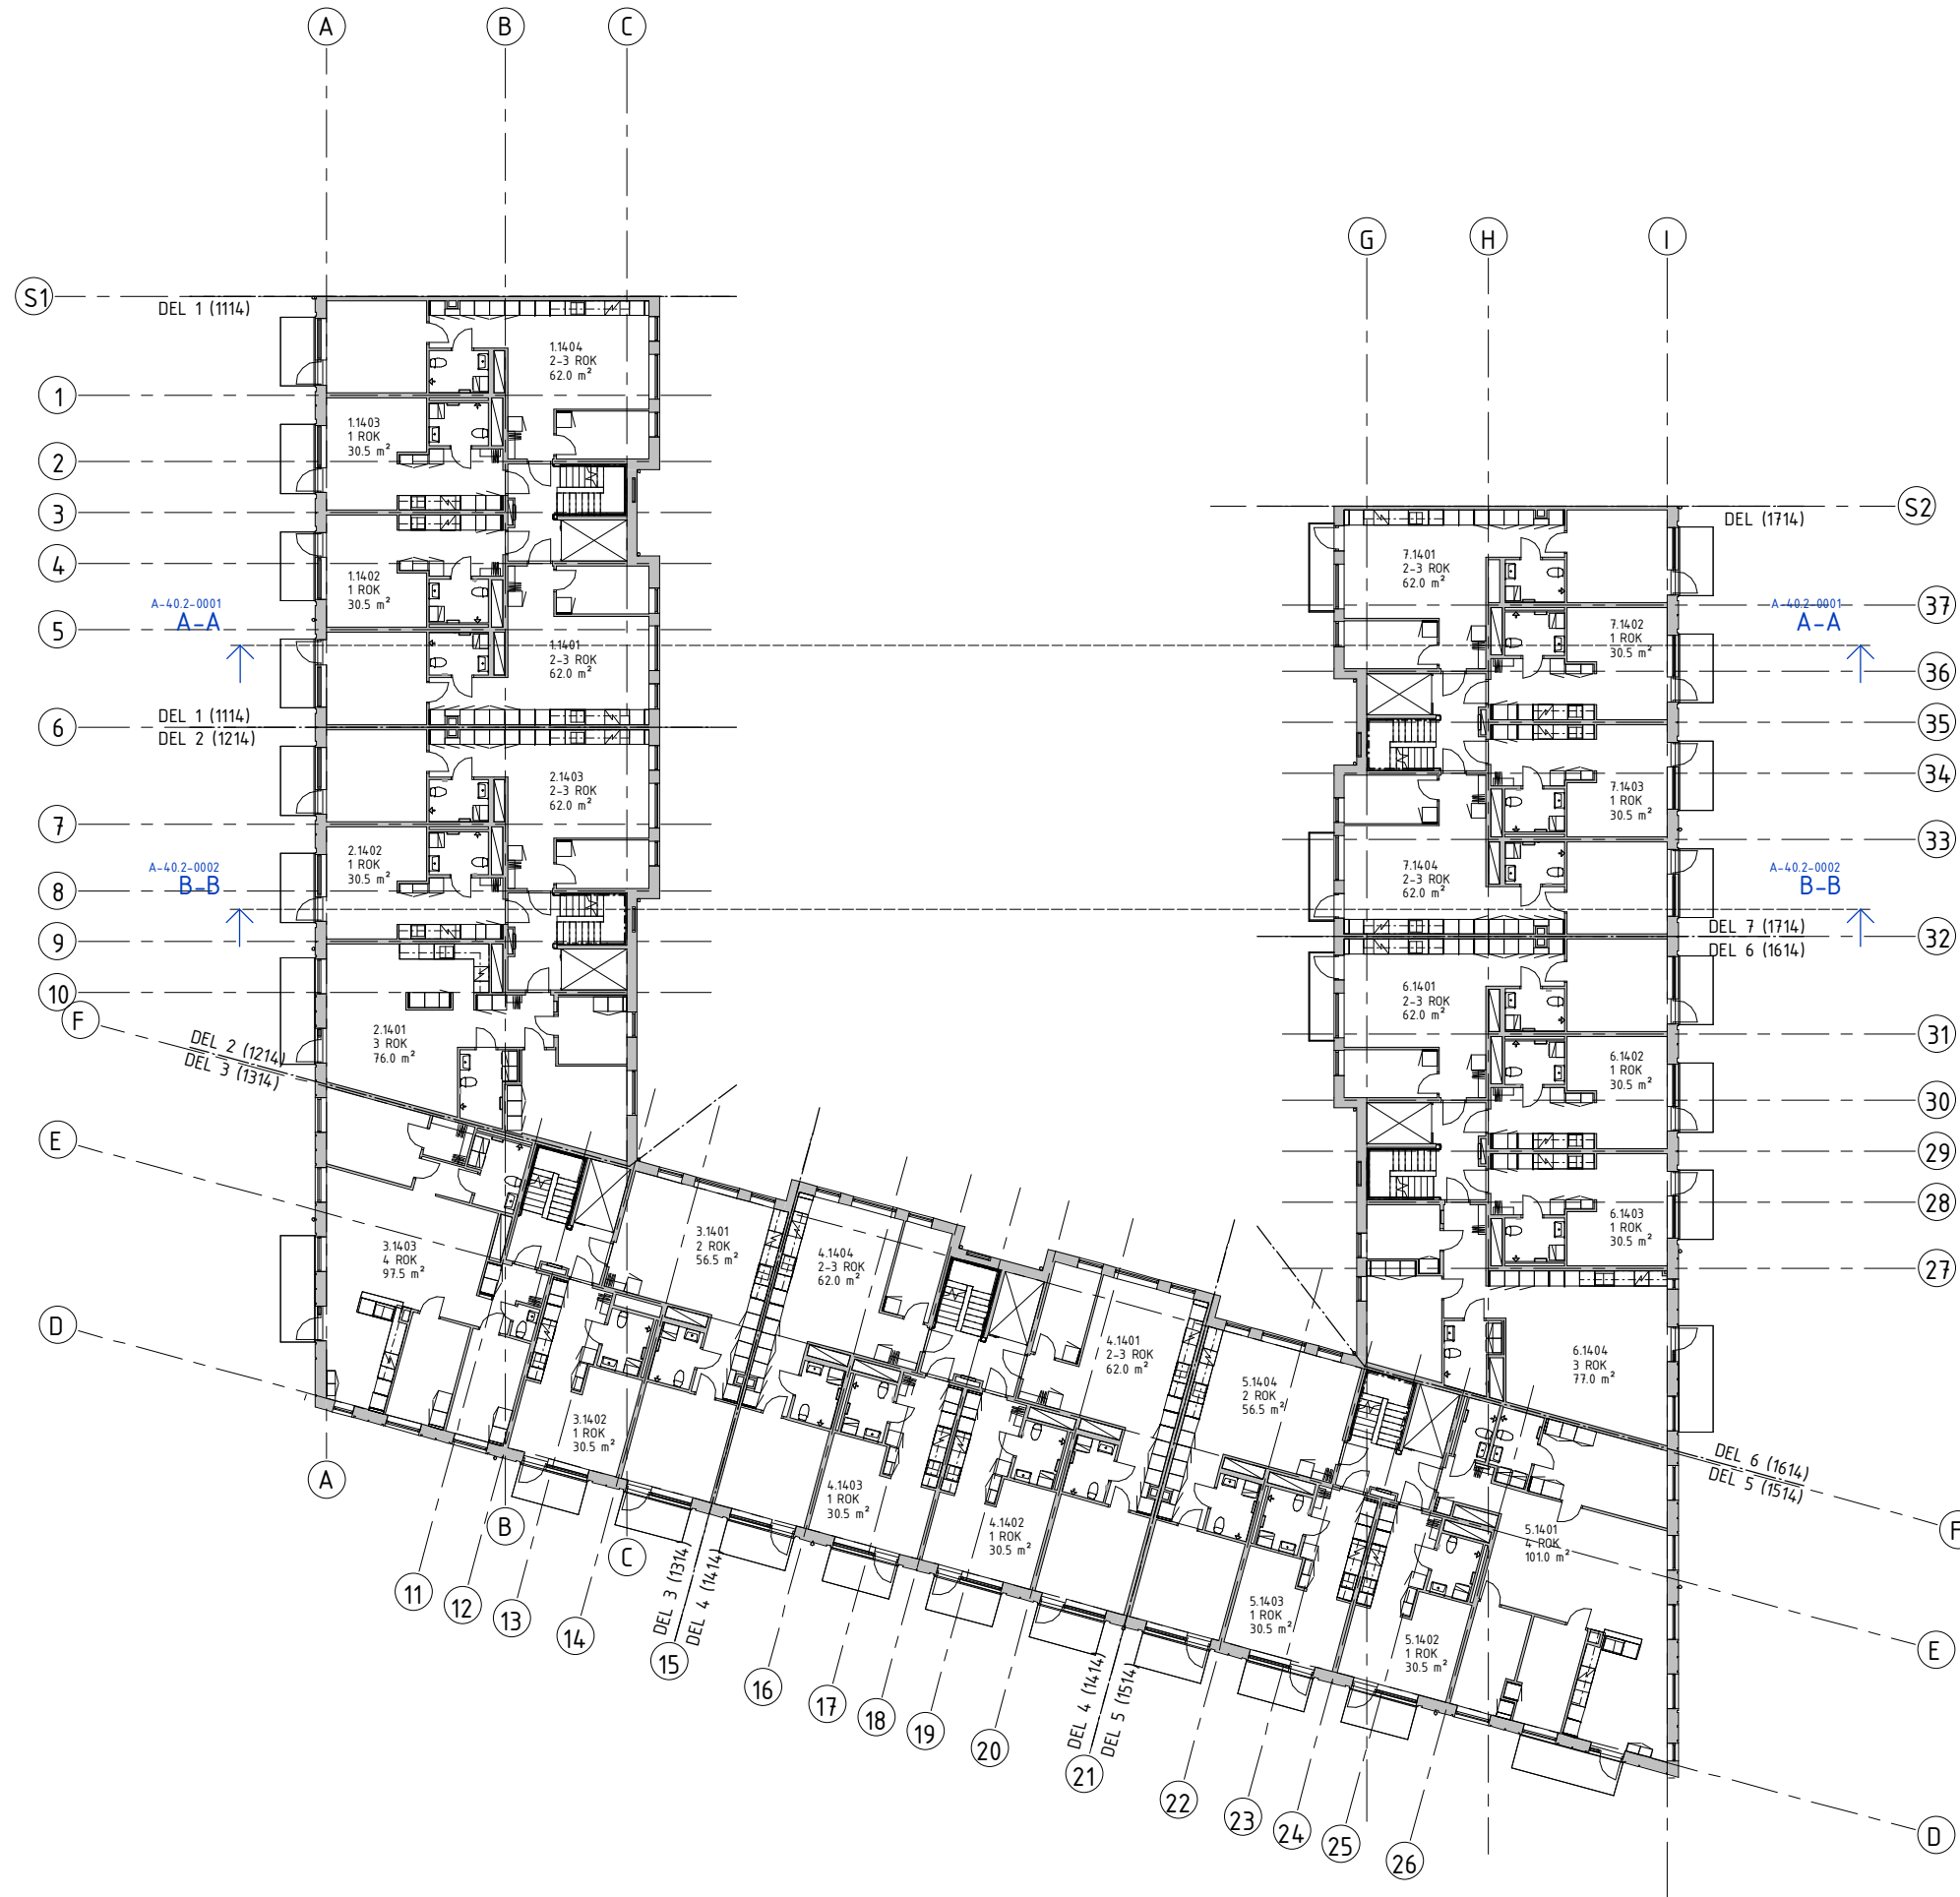 A
B
C
G
H
I
S1
DEL 1 (1114)
1.1404
2-3 ROK
62.0 m²
1
1.1403
1 ROK
30.5 m²
2
3
4
1.1402
1 ROK
30.5 m²
A-40.2-0001
A-A
5
1.1401
2-3 ROK
62.0 m²
DEL 1 (1114)
6
DEL 2 (1214)
2.1403
2-3 ROK
62.0 m²
7
2.1402
1 ROK
30.5 m²
A-40.2-0002
B-B
8
9
10
F
2.1401
3 ROK
76.0 m²
DEL 2 (1214)
DEL 3 (1314)
E
D
S2
DEL (1714)
7.1401
2-3 ROK
62.0 m²
37
A-40.2-0001
A-A
7.1402
1 ROK
30.5 m²
36
35
34
7.1403
1 ROK
30.5 m²
33
A-40.2-0002
B-B
7.1404
2-3 ROK
62.0 m²
DEL 7 (1714)
32
DEL 6 (1614)
6.1401
2-3 ROK
62.0 m²
31
6.1402
1 ROK
30.5 m²
30
29
28
6.1403
1 ROK
30.5 m²
27
6.1404
3 ROK
77.0 m²
3.1403
4 ROK
97.5 m²
3.1401
2 ROK
56.5 m²
4.1404
2-3 ROK
62.0 m²
4.1401
2-3 ROK
62.0 m²
5.1404
2 ROK
56.5 m²
3.1402
1 ROK
30.5 m²
4.1403
1 ROK
30.5 m²
4.1402
1 ROK
30.5 m²
5.1403
1 ROK
30.5 m²
5.1402
1 ROK
30.5 m²
5.1401
4 ROK
101.0 m²
DEL 6 (1614)
DEL 5 (1514)
F
E
D
A
B
C
11
12
13
14
15
DEL 3 (1314)
DEL 4 (1414)
16
17
18
19
20
21
DEL 4 (1414)
DEL 5 (1514)
22
23
24
25
26